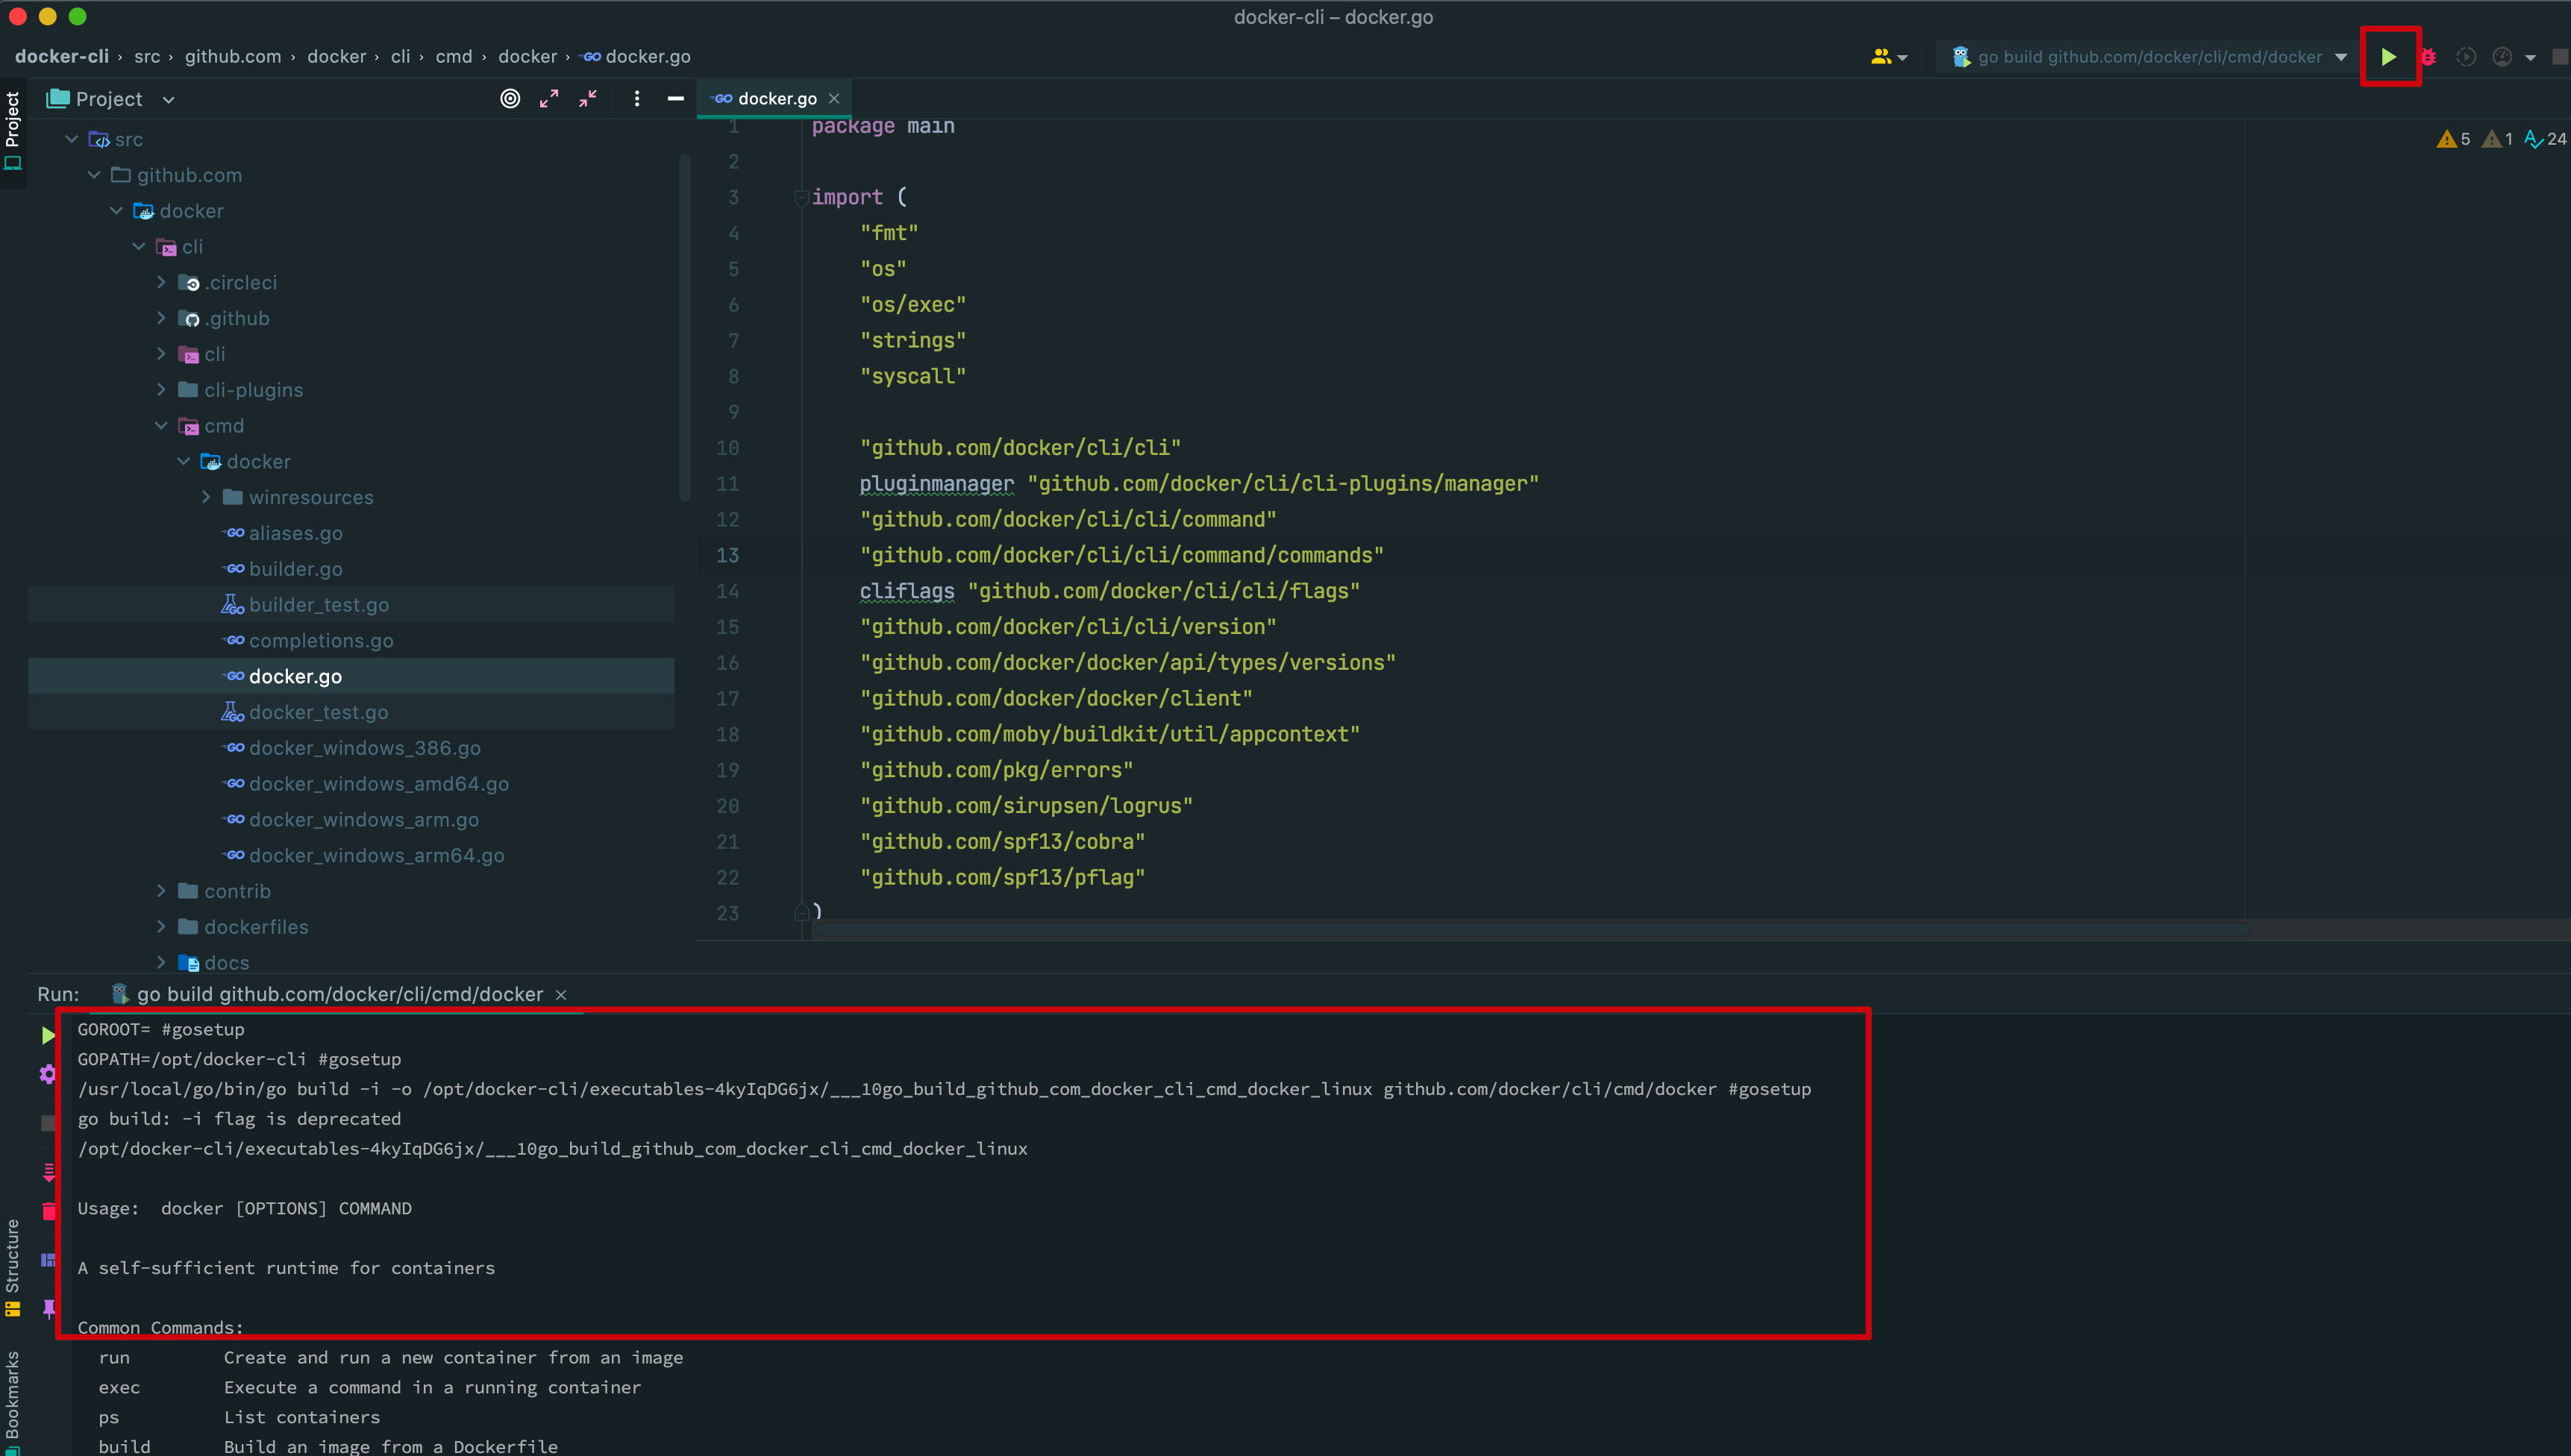 docker-cli – docker.go
docker-cli › src › github.com › docker › cli › cmd › docker › docker.go
go build github.com/docker/cli/cmd/docker
Project
Project
docker.go
src
github.com
docker
cli
.circleci
.github
cli
cli-plugins
cmd
docker
winresources
aliases.go
builder.go
builder_test.go
completions.go
docker.go
docker_test.go
docker_windows_386.go
docker_windows_amd64.go
docker_windows_arm.go
docker_windows_arm64.go
contrib
dockerfiles
docs
5 1 24
1 package main
2
3 import (
4 "fmt"
5 "os"
6 "os/exec"
7 "strings"
8 "syscall"
9
10 "github.com/docker/cli/cli"
11 pluginmanager "github.com/docker/cli/cli-plugins/manager"
12 "github.com/docker/cli/cli/command"
13 "github.com/docker/cli/cli/command/commands"
14 cliflags "github.com/docker/cli/cli/flags"
15 "github.com/docker/cli/cli/version"
16 "github.com/docker/docker/api/types/versions"
17 "github.com/docker/docker/client"
18 "github.com/moby/buildkit/util/appcontext"
19 "github.com/pkg/errors"
20 "github.com/sirupsen/logrus"
21 "github.com/spf13/cobra"
22 "github.com/spf13/pflag"
23 )
Run: go build github.com/docker/cli/cmd/docker
GOROOT= #gosetup
GOPATH=/opt/docker-cli #gosetup
/usr/local/go/bin/go build -i -o /opt/docker-cli/executables-4kyIqDG6jx/___10go_build_github_com_docker_cli_cmd_docker_linux github.com/docker/cli/cmd/docker #gosetup
go build: -i flag is deprecated
/opt/docker-cli/executables-4kyIqDG6jx/___10go_build_github_com_docker_cli_cmd_docker_linux
Usage:  docker [OPTIONS] COMMAND
A self-sufficient runtime for containers
Common Commands:
run Create and run a new container from an image
exec Execute a command in a running container
ps List containers
build Build an image from a Dockerfile
Structure
Bookmarks